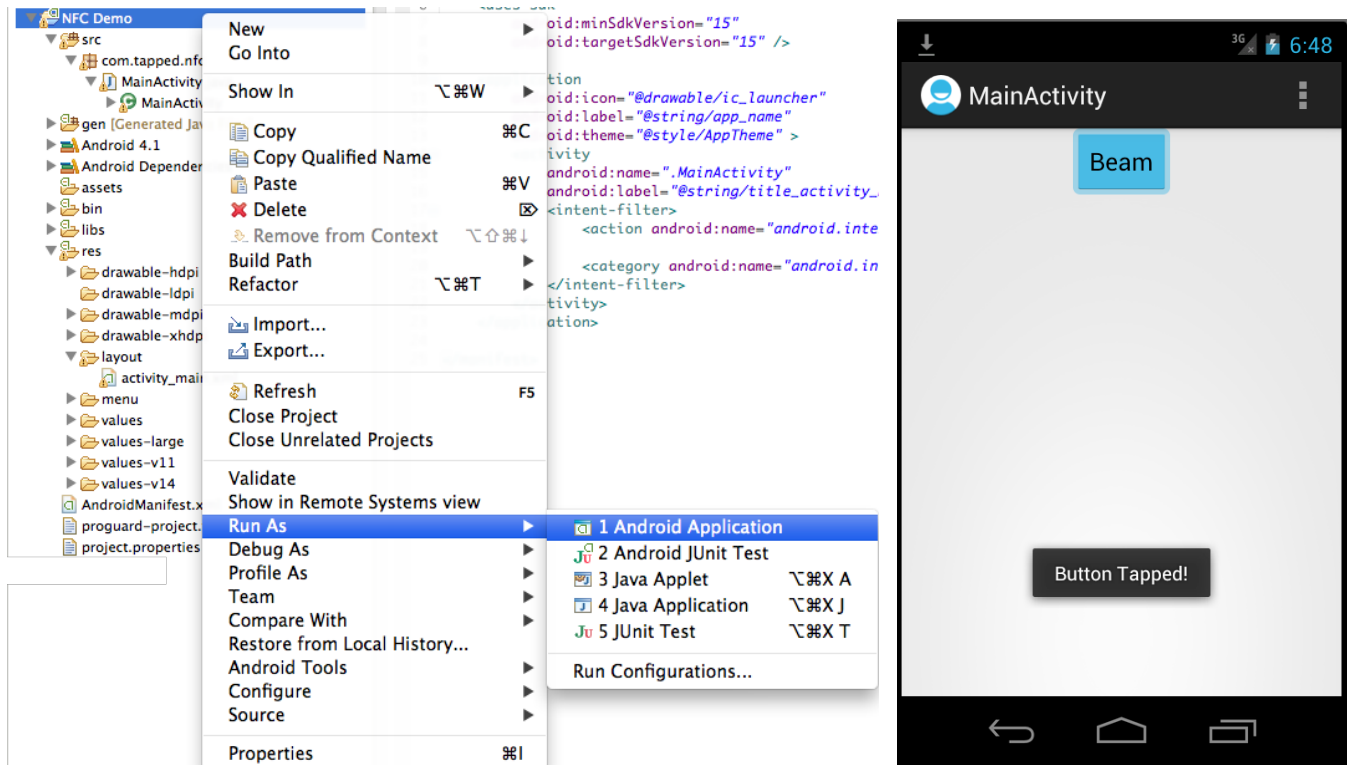 NFC Demo
src
com.tapped.nfc
MainActivity
MainActiv
gen [Generated Jav
Android 4.1
Android Depender
assets
bin
libs
res
drawable-hdpi
drawable-ldpi
drawable-mdpi
drawable-xhdp
layout
activity_mai
menu
values
values-large
values-v11
values-v14
AndroidManifest.x
proguard-project.
project.properties
New
Go Into
Show In ⌥⌘W
Copy ⌘C
Copy Qualified Name
Paste ⌘V
Delete ⌦
Remove from Context ⌥⇧⌘↓
Build Path
Refactor ⌥⌘T
Import...
Export...
Refresh F5
Close Project
Close Unrelated Projects
Validate
Show in Remote Systems view
Run As
Debug As
Profile As
Team
Compare With
Restore from Local History...
Android Tools
Configure
Source
Properties ⌘I
oid:minSdkVersion="15"
oid:targetSdkVersion="15" />
tion
oid:icon="@drawable/ic_launcher"
oid:label="@string/app_name"
oid:theme="@style/AppTheme" >
ivity
android:name=".MainActivity"
android:label="@string/title_activity_
<intent-filter>
<action android:name="android.inte
<category android:name="android.in
</intent-filter>
tivity>
ation>
1 Android Application
2 Android JUnit Test
3 Java Applet ⌥⌘X A
4 Java Application ⌥⌘X J
5 JUnit Test ⌥⌘X T
Run Configurations...
3G 6:48
MainActivity
Beam
Button Tapped!